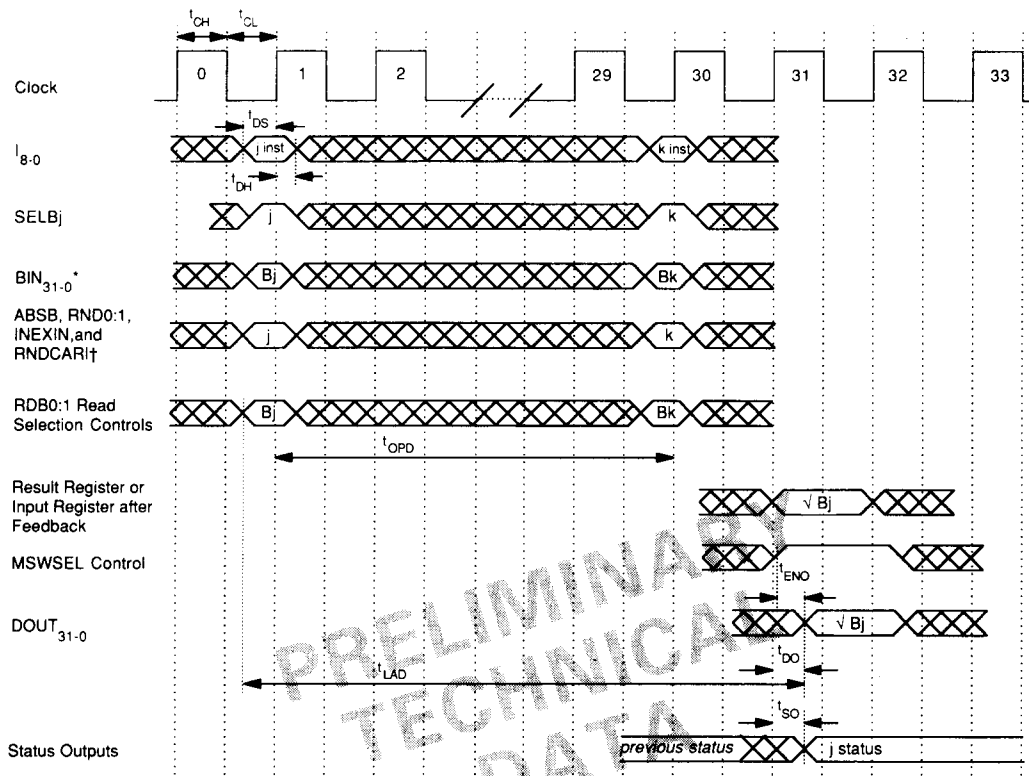 tCH tCL
Clock 0 1 2 29 30 31 32 33
tDS
I8-0 j inst k inst
tDH
SELBj j k
BIN31-0* Bj Bk
ABSB, RND0:1,
INEXIN,and
RNDCARI† j k
RDB0:1 Read
Selection Controls Bj Bk
tOPD
Result Register or
Input Register after
Feedback √ Bj
MSWSEL Control
tENO
DOUT31-0 √ Bj
tDO
tLAD
tSO
Status Outputs previous status j status
PRELIMINARY
TECHNICAL
DATA